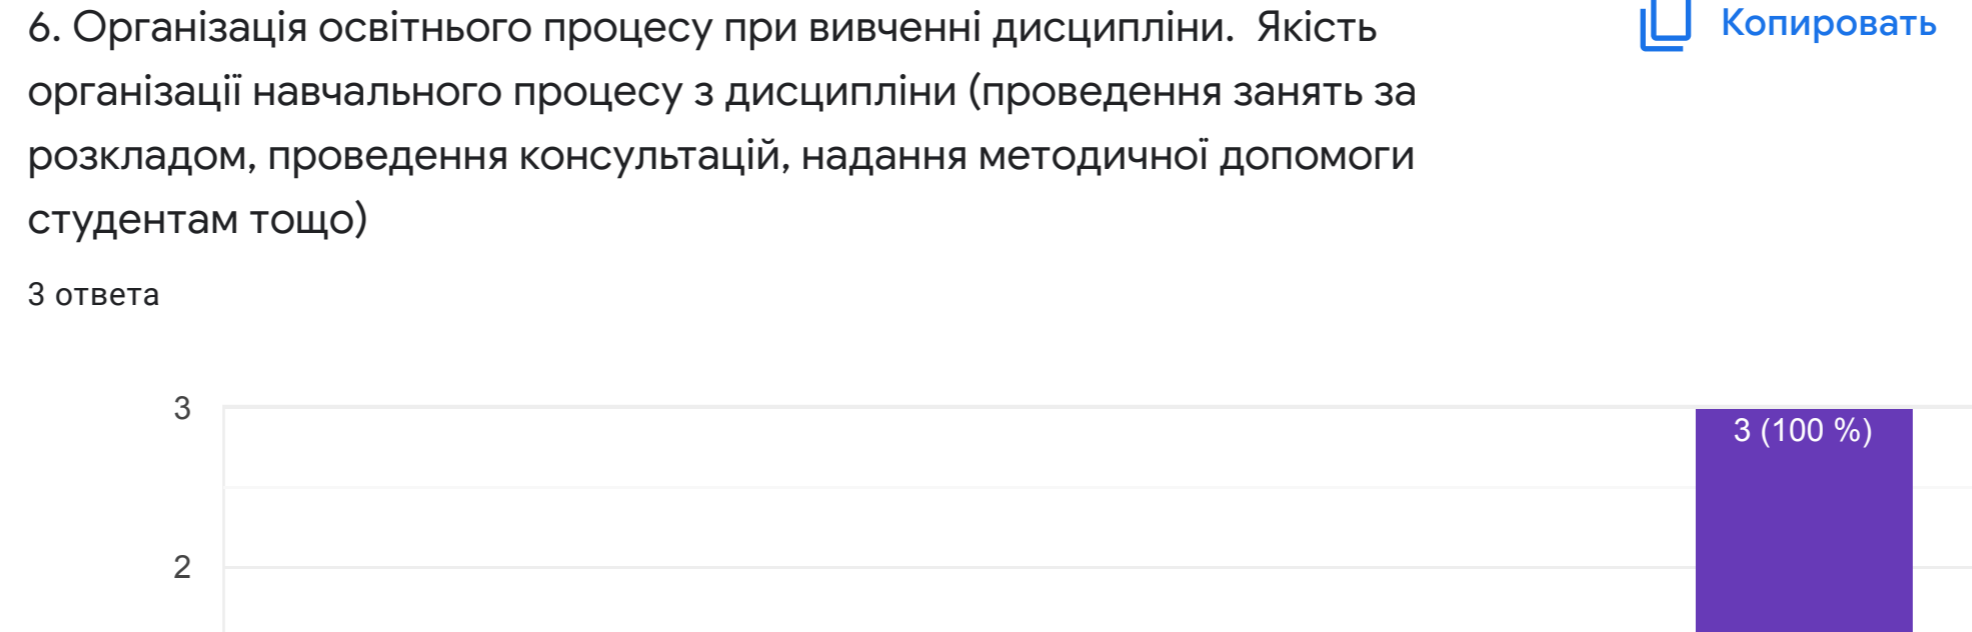 6. Організація освітнього процесу при вивченні дисципліни.  Якість
організації навчального процесу з дисципліни (проведення занять за
розкладом, проведення консультацій, надання методичної допомоги
студентам тощо)
Копировать
3 ответа
3
3 (100 %)
2